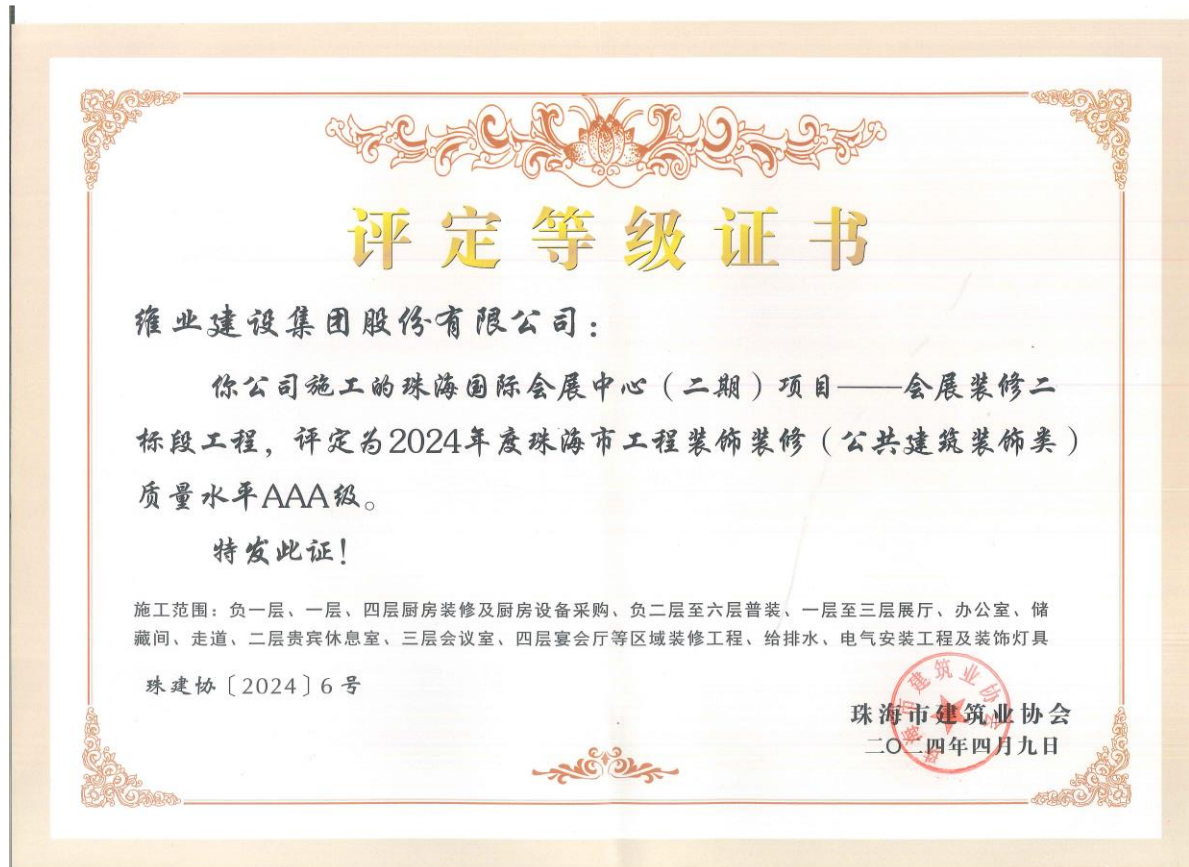 评定等级证书
维业建设集团股份有限公司：
你公司施工的珠海国际会展中心（二期）项目——会展装修二
标段工程，评定为2024年度珠海市工程装饰装修（公共建筑装饰类）
质量水平AAA级。
特发此证！
施工范围：负一层、一层、四层厨房装修及厨房设备采购、负二层至六层普装、一层至三层展厅、办公室、储
藏间、走道、二层贵宾休息室、三层会议室、四层宴会厅等区域装修工程、给排水、电气安装工程及装饰灯具
珠建协〔2024〕6号
珠海市建筑业协会
二〇二四年四月九日
珠海市建筑业协会